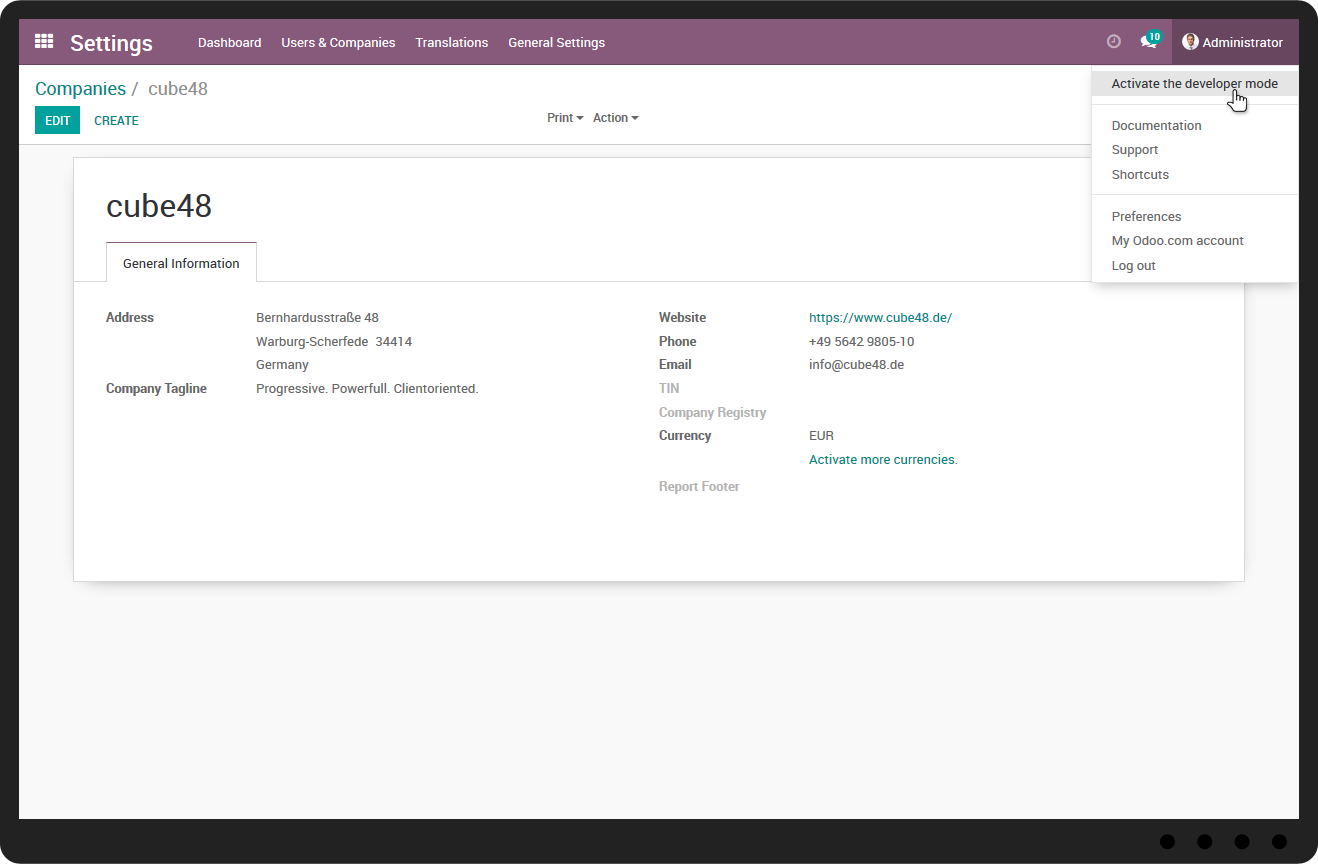 Settings Dashboard Users & Companies Translations General Settings 10 Administrator
Companies / cube48
EDIT CREATE Print Action
Activate the developer mode
Documentation
Support
Shortcuts
Preferences
My Odoo.com account
Log out
cube48
General Information
Address Bernhardusstraße 48
Warburg-Scherfede 34414
Germany
Company Tagline Progressive. Powerfull. Clientoriented.
Website https://www.cube48.de/
Phone +49 5642 9805-10
Email info@cube48.de
TIN
Company Registry
Currency EUR
Activate more currencies.
Report Footer